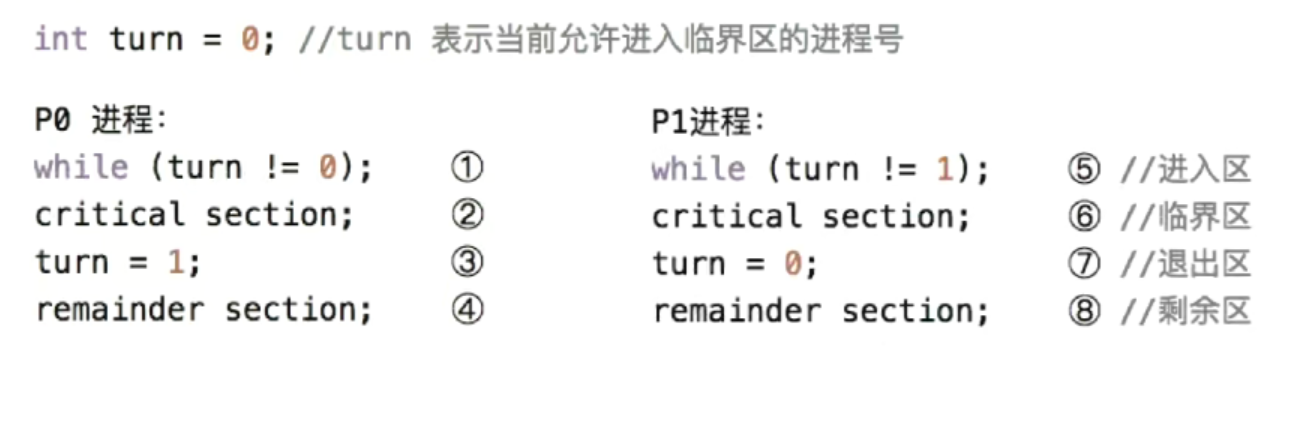 int turn = 0; //turn 表示当前允许进入临界区的进程号
P0 进程:
while (turn != 0); ①
critical section; ②
turn = 1; ③
remainder section; ④
P1进程:
while (turn != 1); ⑤ //进入区
critical section; ⑥ //临界区
turn = 0; ⑦ //退出区
remainder section; ⑧ //剩余区